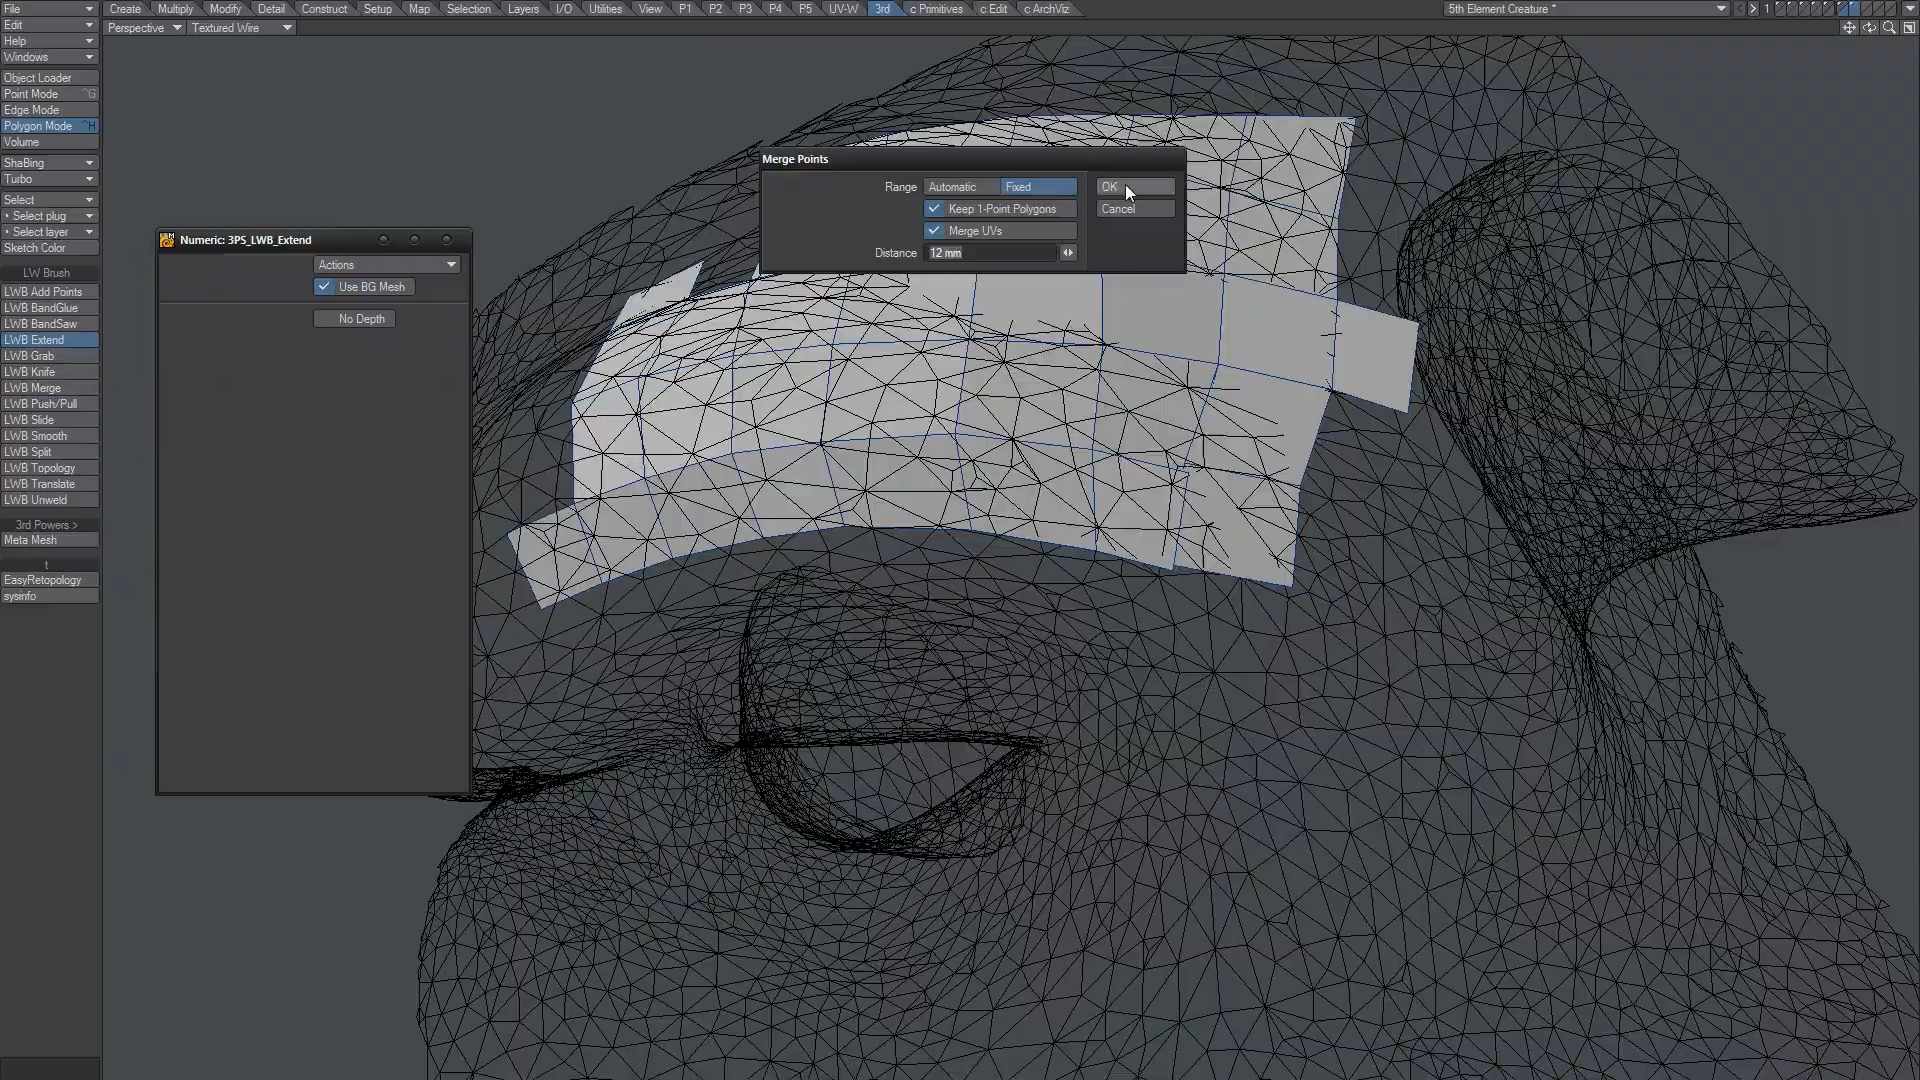 File
Create
Multiply
Modify
Detail
Construct
Setup
Map
Selection
Layers
I/O
Utilities
View
P1
P2
P3
P4
P5
UV-W
3rd
c Primitives
c Edit
c ArchViz
5th Element Creature *
1
Edit
Perspective
Textured Wire
Help
Windows
Object Loader
Point Mode ^G
Edge Mode
Polygon Mode ^H
Volume
ShaBing
Turbo
Select
• Select plug
• Select layer
Sketch Color
LW Brush
LWB Add Points
LWB BandGlue
LWB BandSaw
LWB Extend
LWB Grab
LWB Knife
LWB Merge
LWB Push/Pull
LWB Slide
LWB Smooth
LWB Split
LWB Topology
LWB Translate
LWB Unweld
3rd Powers >
Meta Mesh
t
EasyRetopology
sysinfo
Numeric: 3PS_LWB_Extend
Actions
Use BG Mesh
No Depth
Merge Points
Range Automatic Fixed
OK
Keep 1-Point Polygons
Cancel
Merge UVs
Distance 12 mm